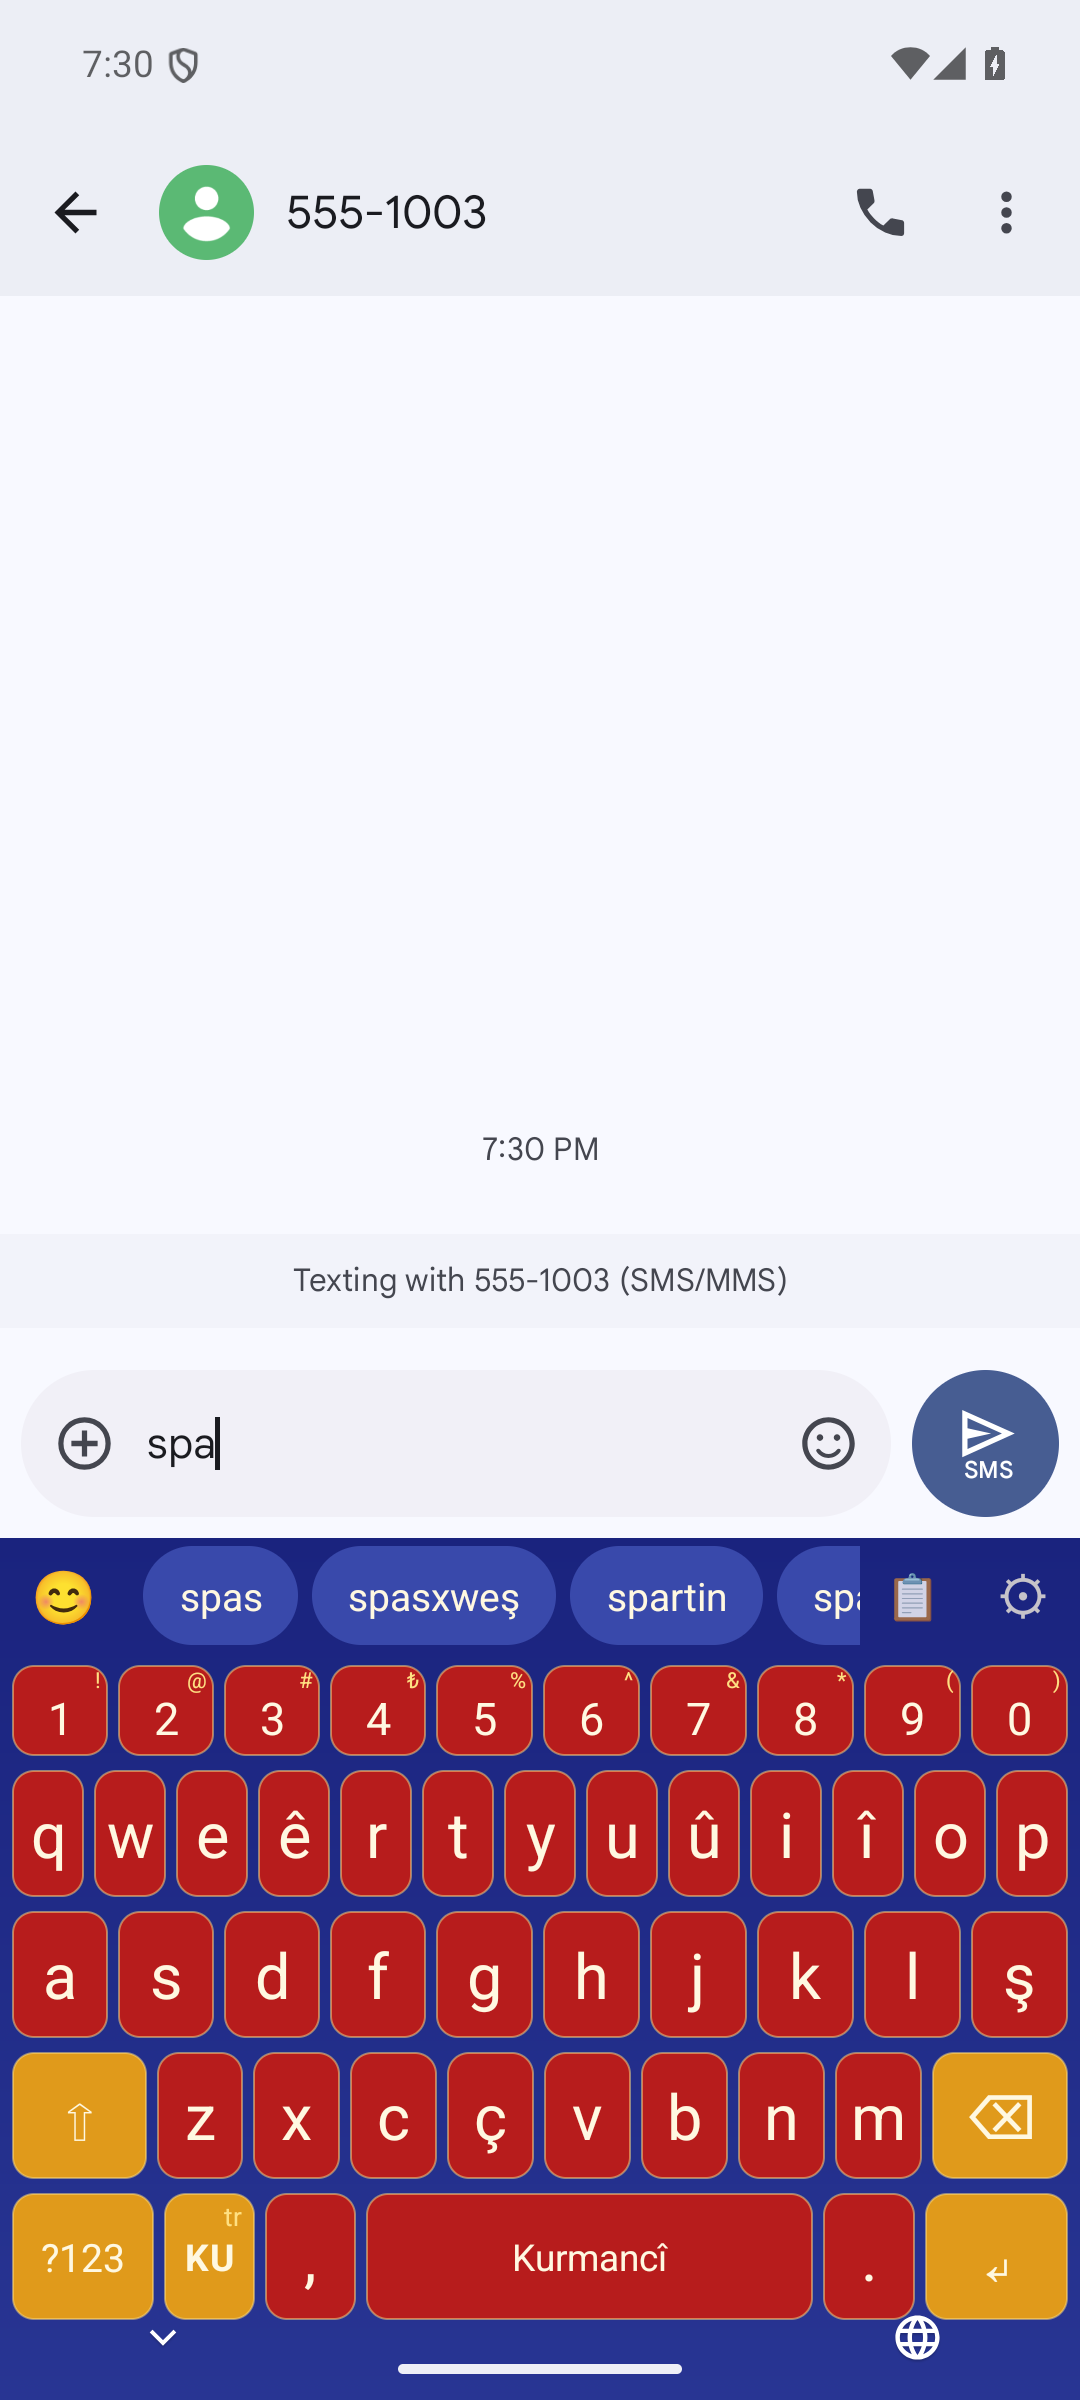 7:30
555-1003
7:30 PM
Texting with 555-1003 (SMS/MMS)
spa
SMS
spas spasxweş spartin spa
! @ # ₺ % ^ & * ( )
1 2 3 4 5 6 7 8 9 0
q w e ê r t y u û i î o p
a s d f g h j k l ş
z x c ç v b n m
?123 KU tr , Kurmancî .